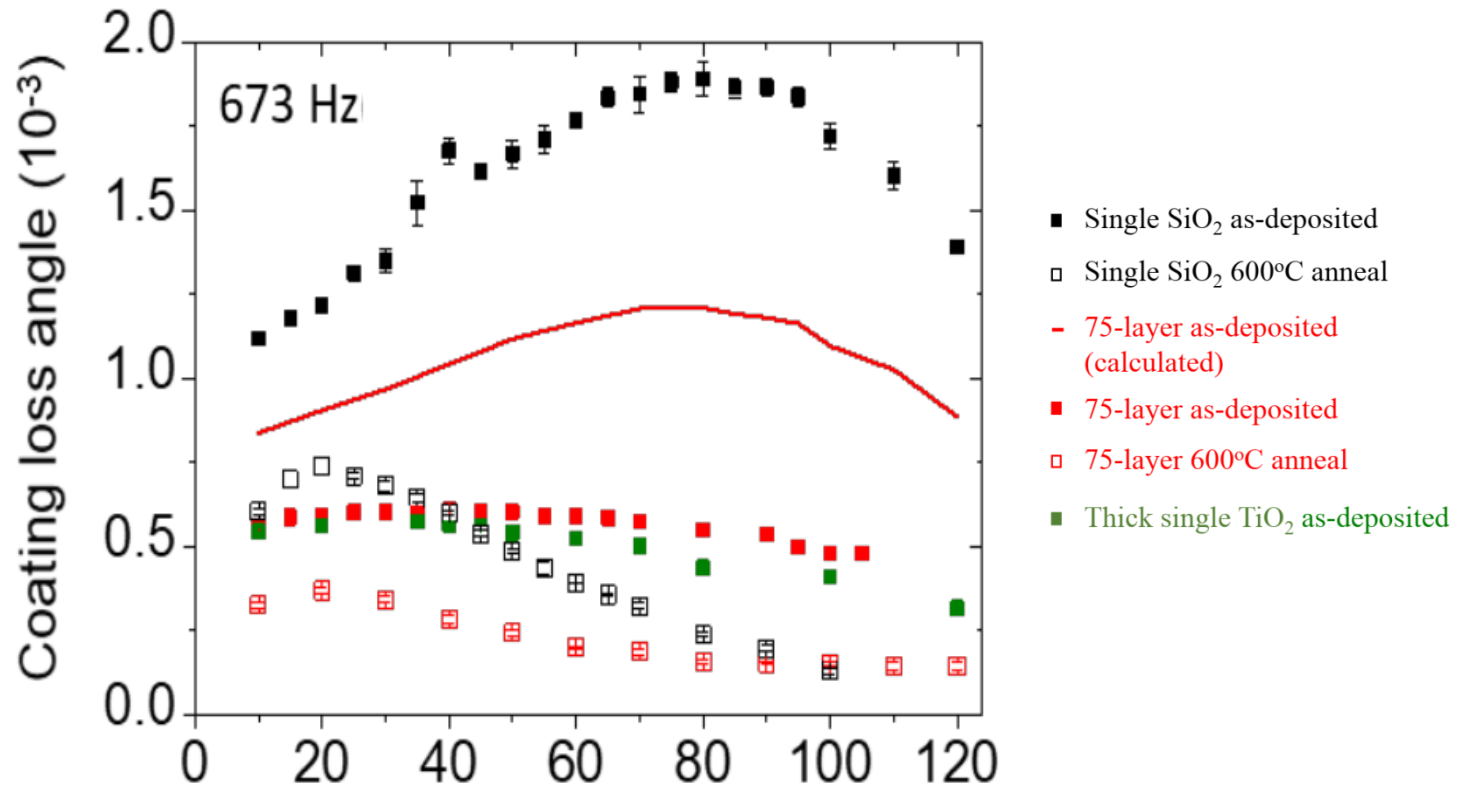 Coating loss angle (10⁻³)
2.0
1.5
1.0
0.5
0.0
673 Hz
0 20 40 60 80 100 120
Single SiO₂ as-deposited
Single SiO₂ 600ᵒC anneal
75-layer as-deposited
(calculated)
75-layer as-deposited
75-layer 600ᵒC anneal
Thick single TiO₂ as-deposited